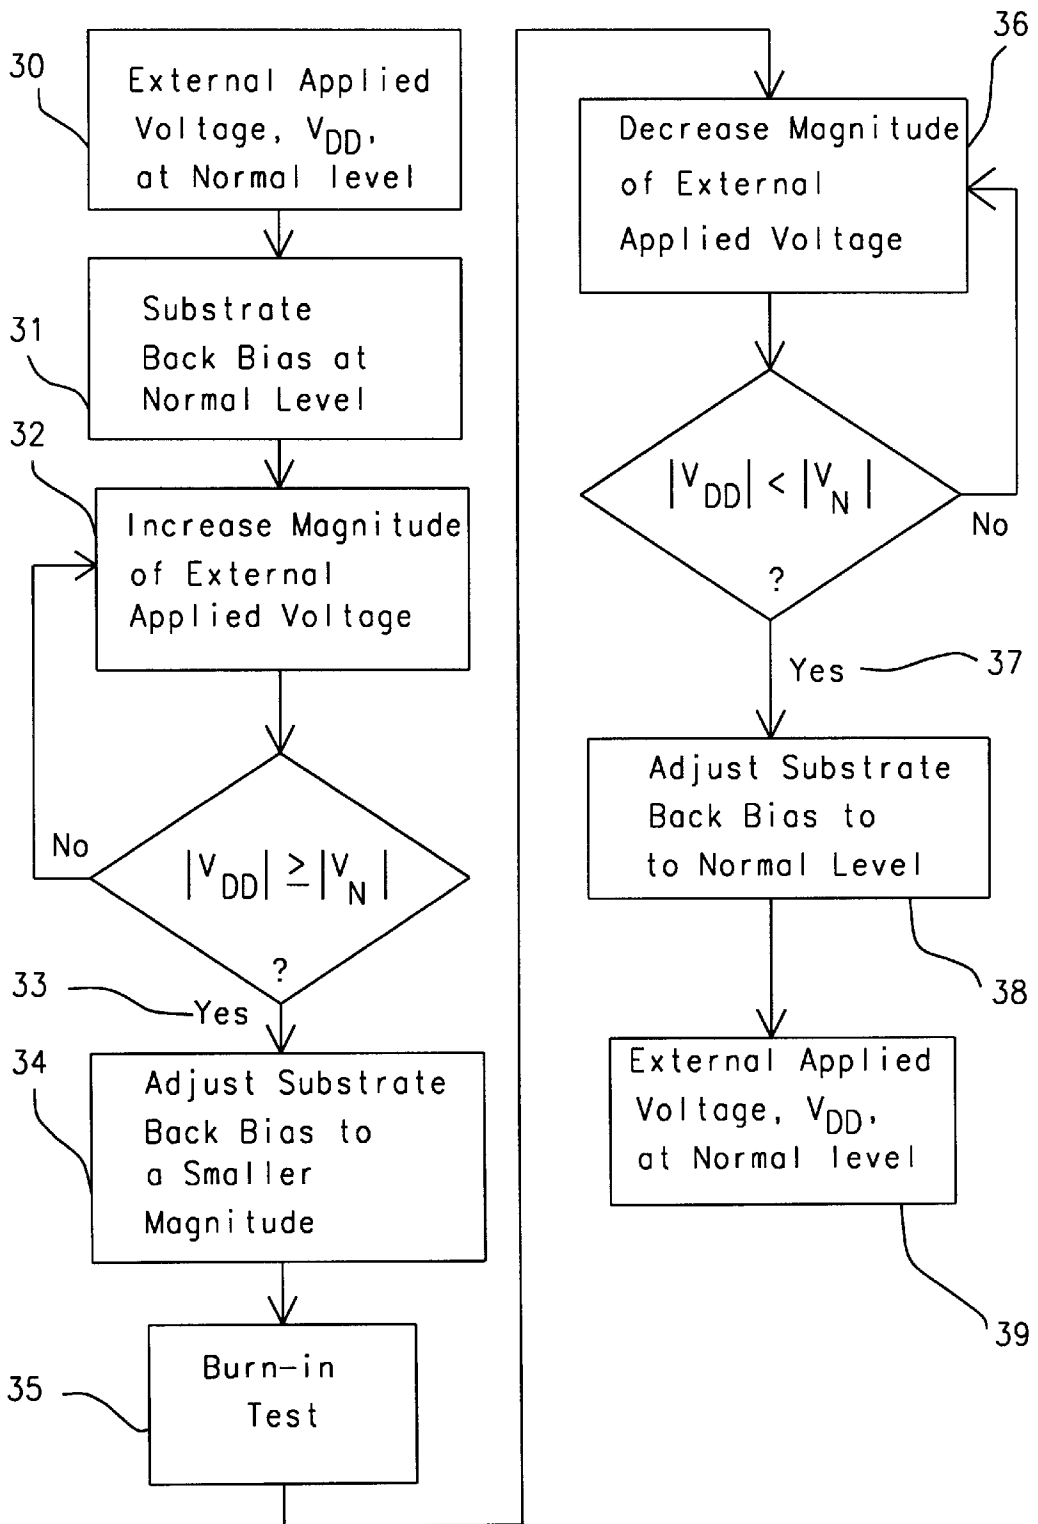 30
External Applied
Voltage, VDD,
at Normal level
31
Substrate
Back Bias at
Normal Level
32
Increase Magnitude
of External
Applied Voltage
No
|VDD| ≥ |VN|
?
33
Yes
34
Adjust Substrate
Back Bias to
a Smaller
Magnitude
35
Burn-in
Test
36
Decrease Magnitude
of External
Applied Voltage
|VDD| < |VN|
?
No
Yes
37
Adjust Substrate
Back Bias to
to Normal Level
38
External Applied
Voltage, VDD,
at Normal level
39